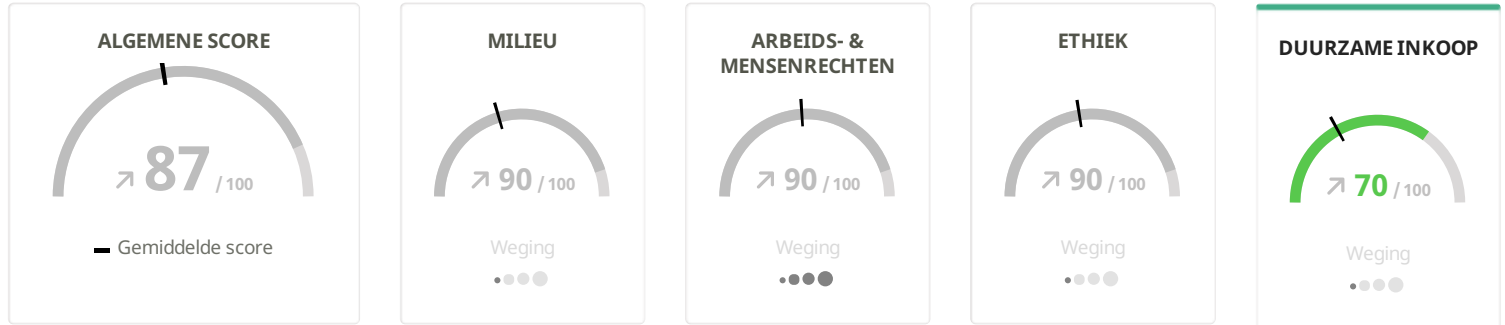 ALGEMENE SCORE
87 / 100
Gemiddelde score
MILIEU
90 / 100
Weging
ARBEIDS- &
MENSENRECHTEN
90 / 100
Weging
ETHIEK
90 / 100
Weging
DUURZAME INKOOP
70 / 100
Weging